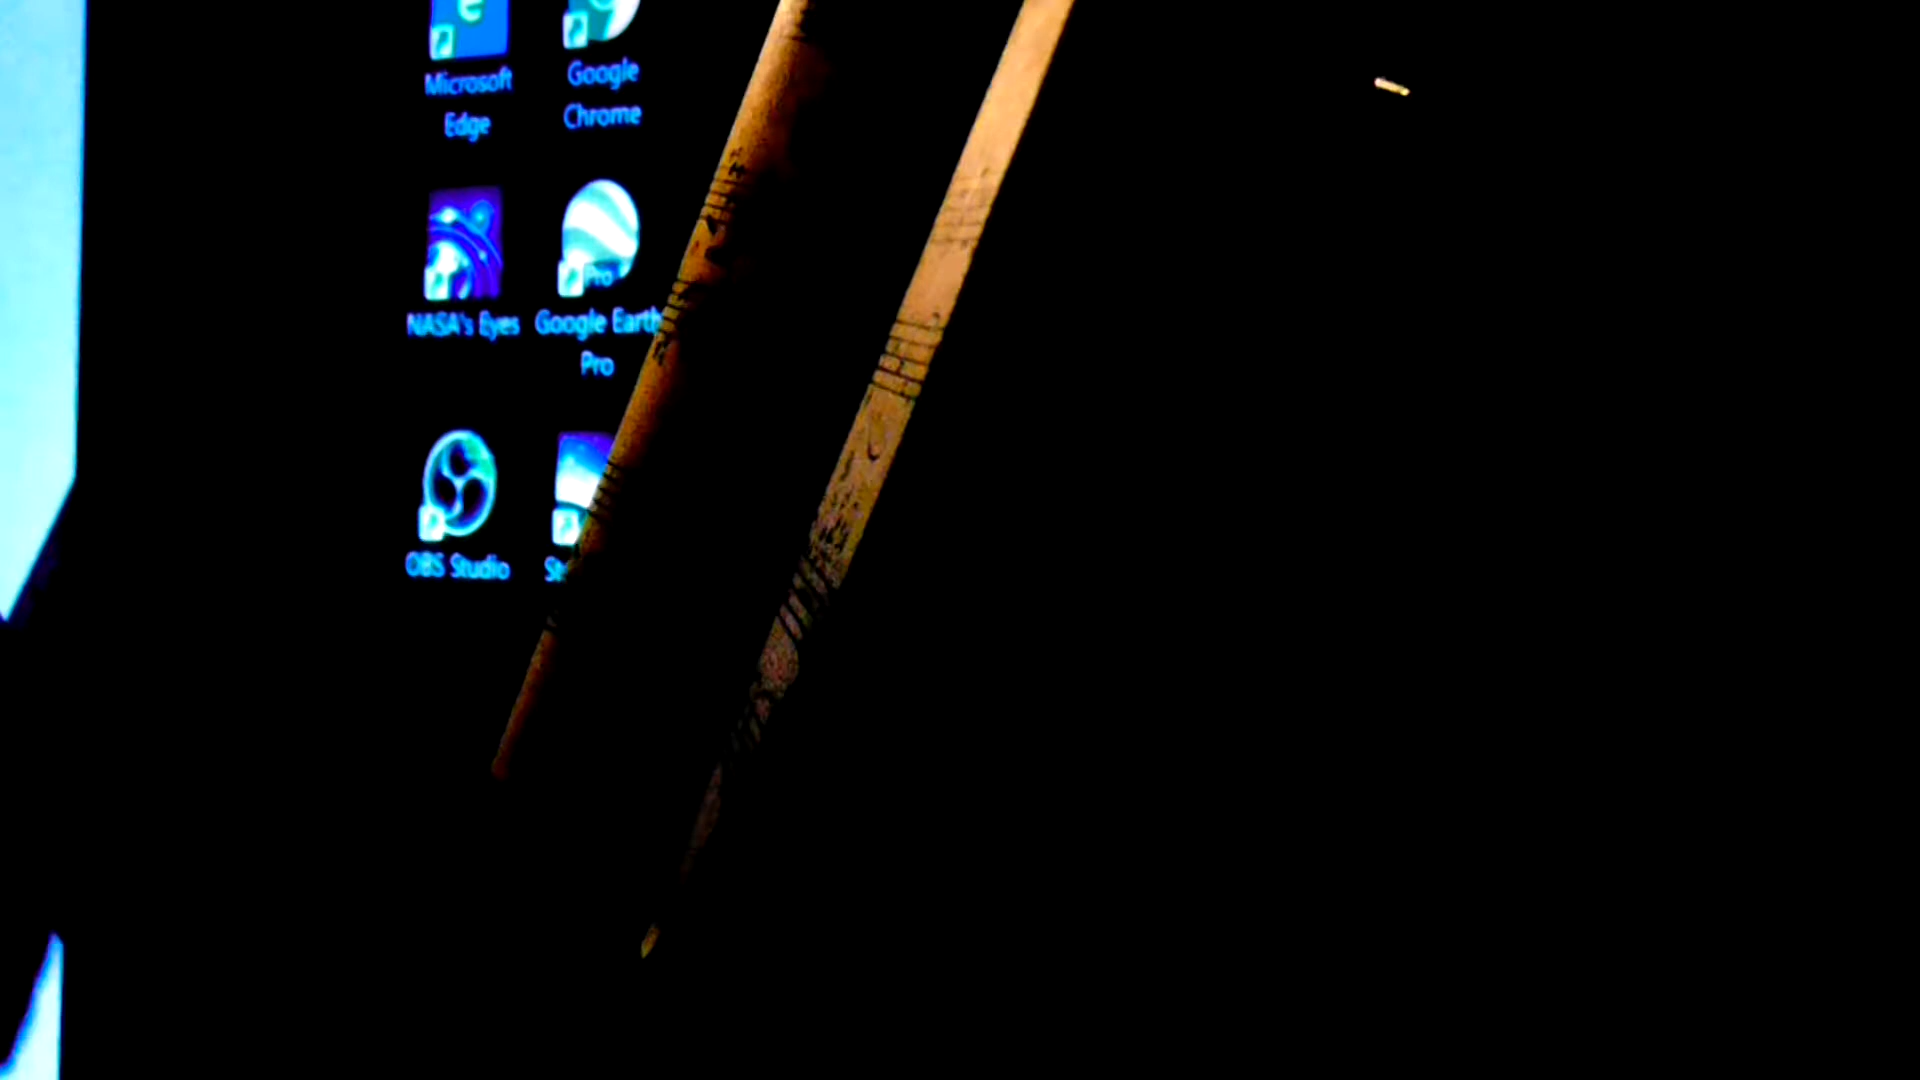 Microsoft
Edge
Google
Chrome
NASA's Eyes
Google Earth
Pro
Pro
OBS Studio